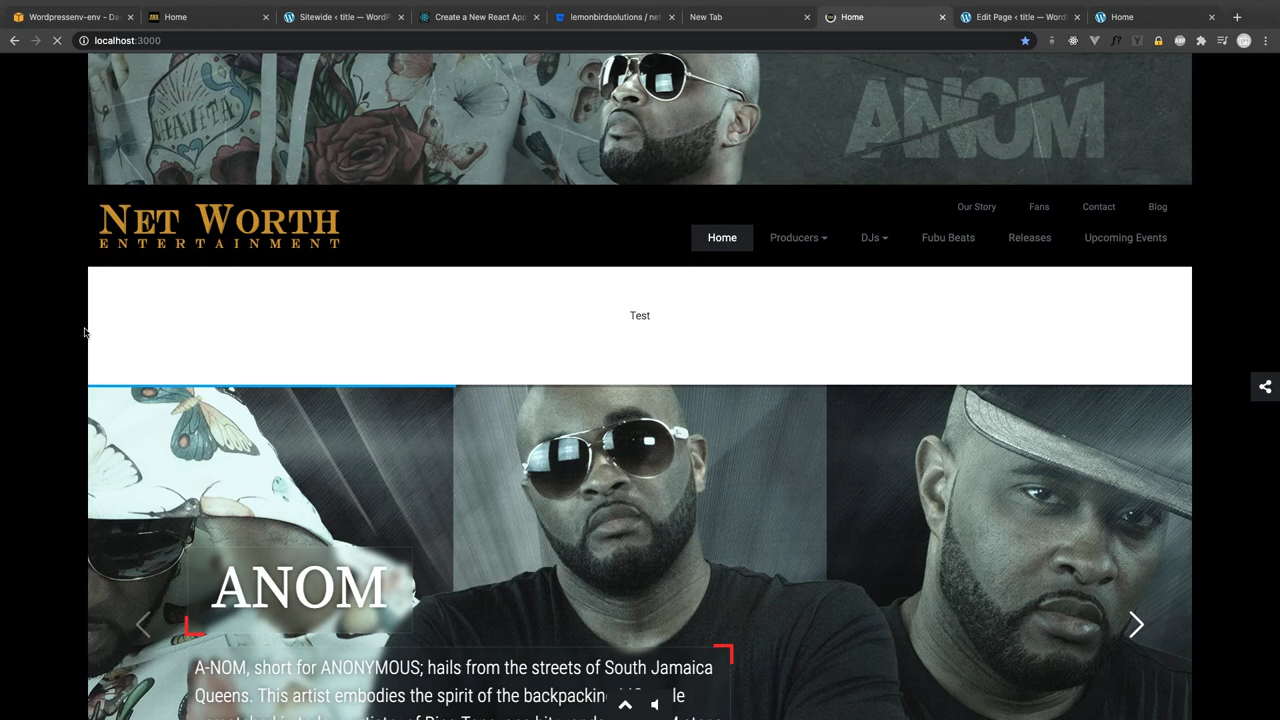 Wordpressenv-env - Da
Home
Sitewide ‹ title — WordP
Create a New React App
lemonbirdsolutions / net
New Tab
Home
Edit Page ‹ title — Word
Home
localhost:3000
ANOM
NET WORTH
ENTERTAINMENT
Our Story
Fans
Contact
Blog
Home
Producers
DJs
Fubu Beats
Releases
Upcoming Events
Test
ANOM
A-NOM, short for ANONYMOUS; hails from the streets of South Jamaica
Queens. This artist embodies the spirit of the